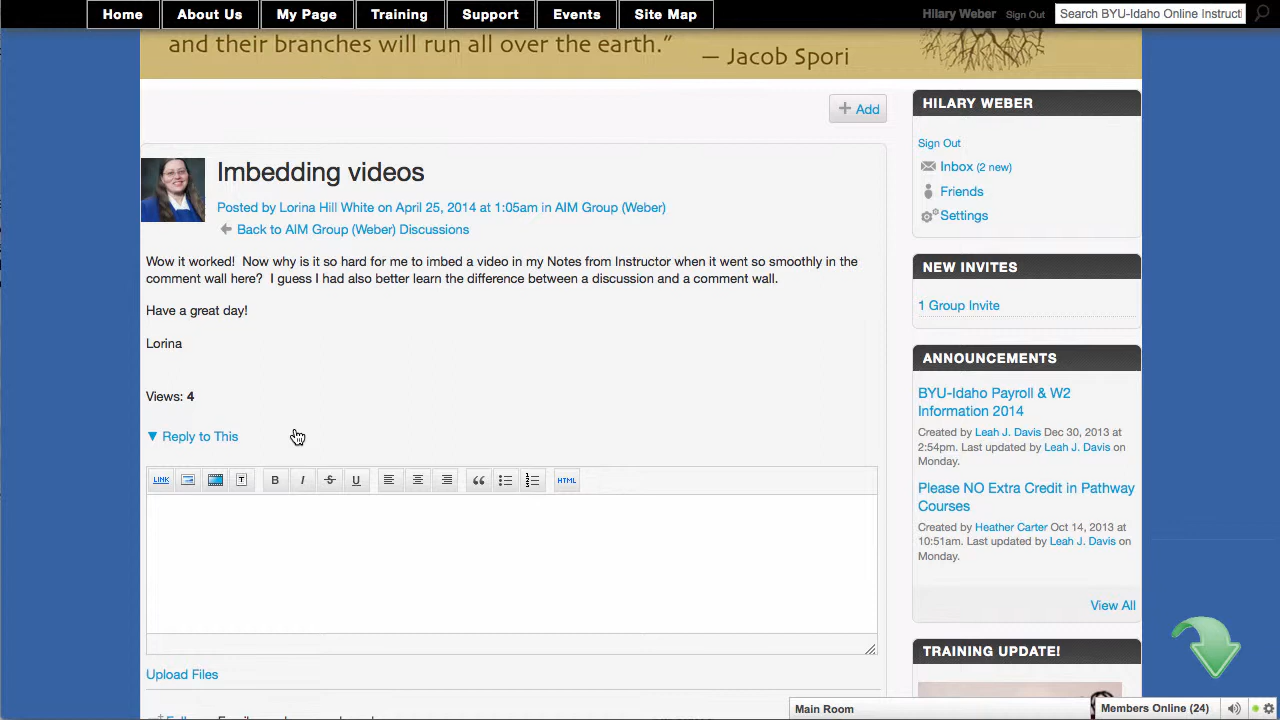 Home About Us My Page Training Support Events Site Map
Hilary Weber Sign Out Search BYU-Idaho Online Instructi
and their branches will run all over the earth.”
— Jacob Spori
+ Add
Imbedding videos
Posted by Lorina Hill White on April 25, 2014 at 1:05am in AIM Group (Weber)
Back to AIM Group (Weber) Discussions
Wow it worked! Now why is it so hard for me to imbed a video in my Notes from Instructor when it went so smoothly in the
comment wall here? I guess I had also better learn the difference between a discussion and a comment wall.
Have a great day!
Lorina
Views: 4
▼ Reply to This
LINK T B I S U “ HTML
Upload Files
HILARY WEBER
Sign Out
Inbox (2 new)
Friends
Settings
NEW INVITES
1 Group Invite
ANNOUNCEMENTS
BYU-Idaho Payroll & W2
Information 2014
Created by Leah J. Davis Dec 30, 2013 at
2:54pm. Last updated by Leah J. Davis on
Monday.
Please NO Extra Credit in Pathway
Courses
Created by Heather Carter Oct 14, 2013 at
10:51am. Last updated by Leah J. Davis on
Monday.
View All
TRAINING UPDATE!
Main Room
Members Online (24)